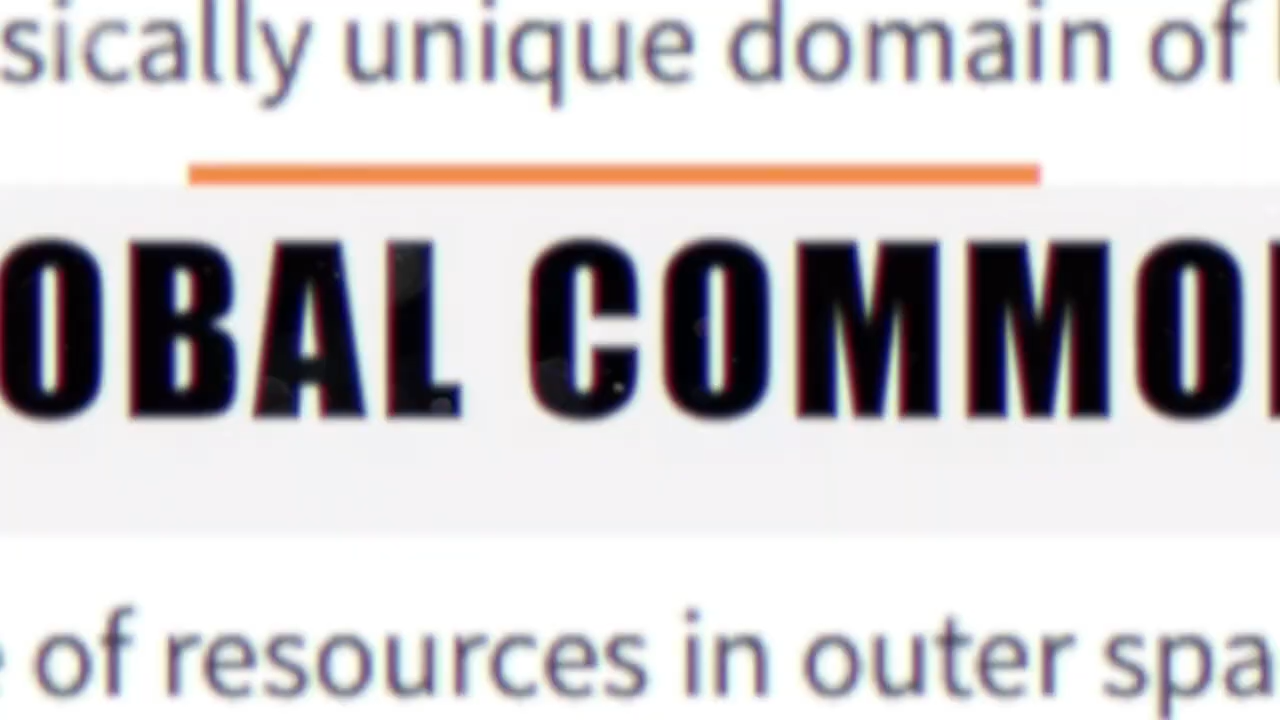 sically unique domain of
OBAL COMMO
e of resources in outer spa